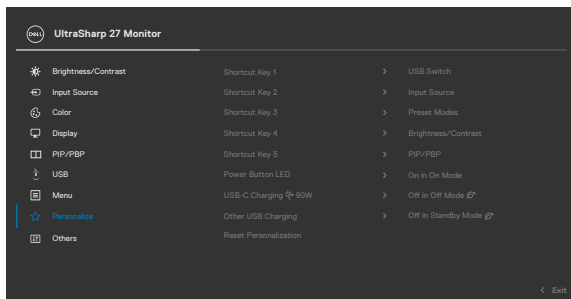 DELL UltraSharp 27 Monitor
Brightness/Contrast Shortcut Key 1 > USB Switch
Input Source Shortcut Key 2 > Input Source
Color Shortcut Key 3 > Preset Modes
Display Shortcut Key 4 > Brightness/Contrast
PIP/PBP Shortcut Key 5 > PIP/PBP
USB Power Button LED > On in On Mode
Menu USB-C Charging 90W > Off in Off Mode
Personalize Other USB Charging > Off in Standby Mode
Others Reset Personalization
< Exit